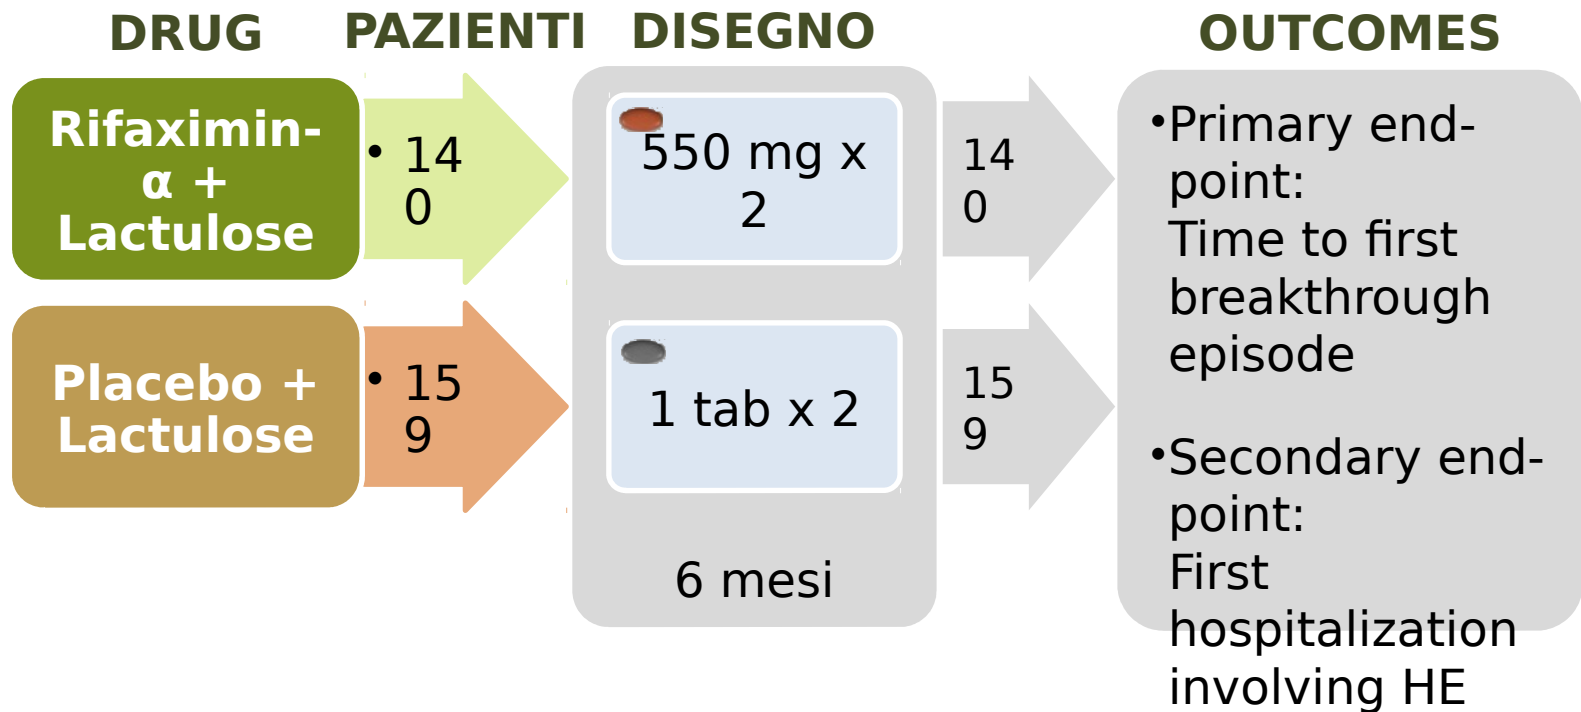 DRUG
PAZIENTI
DISEGNO
OUTCOMES
Rifaximin-
α +
Lactulose
• 14
0
550 mg x
2
14
0
Placebo +
Lactulose
• 15
9
1 tab x 2
15
9
6 mesi
•Primary end-
point:
Time to first
breakthrough
episode
•Secondary end-
point:
First
hospitalization
involving HE